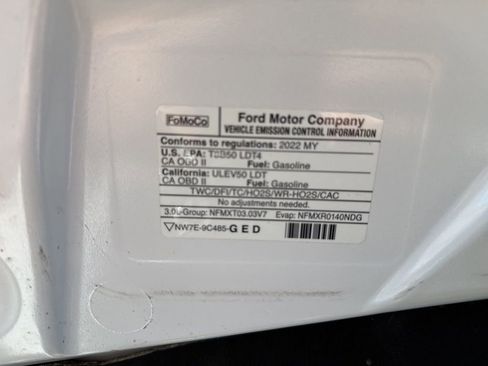 FoMoCo
Ford Motor Company
VEHICLE EMISSION CONTROL INFORMATION
Conforms to regulations: 2022 MY
U.S. EPA: T3B50 LDT4
CA OBD II Fuel: Gasoline
California: ULEV50 LDT
CA OBD II Fuel: Gasoline
TWC/DFI/TC/HO2S/WR-HO2S/CAC
No adjustments needed.
3.0L-Group: NFMXT03.03V7 Evap: NFMXR0140NDG
NW7E-9C485-GED